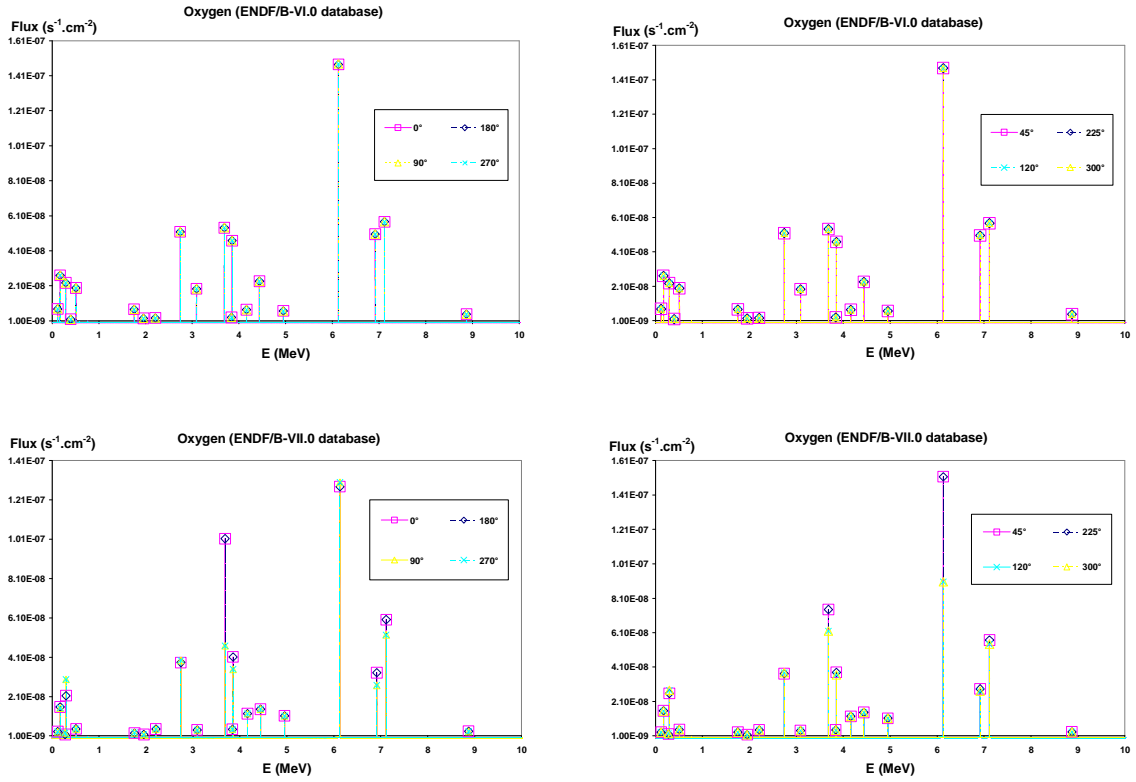 Oxygen (ENDF/B-VI.0 database)
Flux (s⁻¹.cm⁻²)
1.61E-07
1.41E-07
1.21E-07
1.01E-07
8.10E-08
6.10E-08
4.10E-08
2.10E-08
1.00E-09
0 1 2 3 4 5 6 7 8 9 10
E (MeV)
0° 180°
90° 270°
Oxygen (ENDF/B-VI.0 database)
Flux (s⁻¹.cm⁻²)
1.61E-07
1.41E-07
1.21E-07
1.01E-07
8.10E-08
6.10E-08
4.10E-08
2.10E-08
1.00E-09
0 1 2 3 4 5 6 7 8 9 10
E (MeV)
45° 225°
120° 300°
Oxygen (ENDF/B-VII.0 database)
Flux (s⁻¹.cm⁻²)
1.41E-07
1.21E-07
1.01E-07
8.10E-08
6.10E-08
4.10E-08
2.10E-08
1.00E-09
0 1 2 3 4 5 6 7 8 9 10
E (MeV)
0° 180°
90° 270°
Oxygen (ENDF/B-VII.0 database)
Flux (s⁻¹.cm⁻²)
1.61E-07
1.41E-07
1.21E-07
1.01E-07
8.10E-08
6.10E-08
4.10E-08
2.10E-08
1.00E-09
0 1 2 3 4 5 6 7 8 9 10
E (MeV)
45° 225°
120° 300°